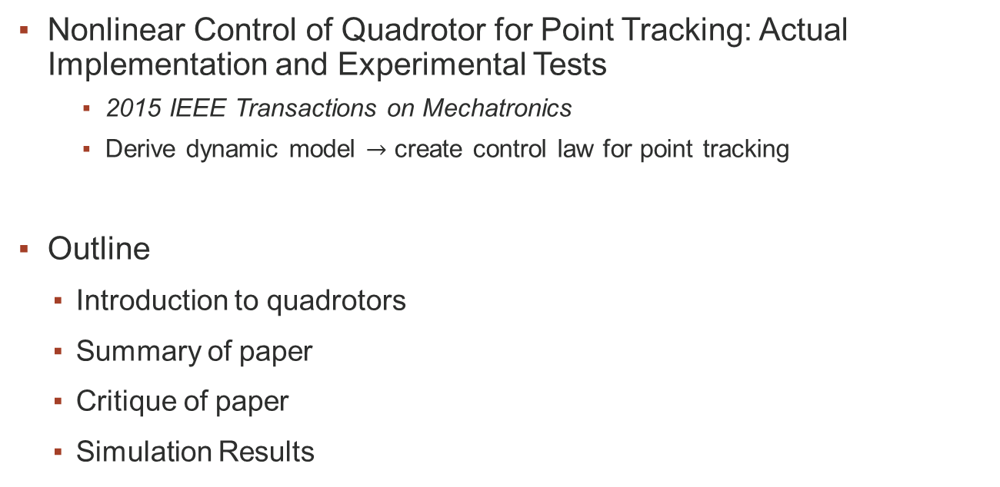 ▪ Nonlinear Control of Quadrotor for Point Tracking: Actual
Implementation and Experimental Tests
▪ 2015 IEEE Transactions on Mechatronics
▪ Derive dynamic model → create control law for point tracking
▪ Outline
▪ Introduction to quadrotors
▪ Summary of paper
▪ Critique of paper
▪ Simulation Results